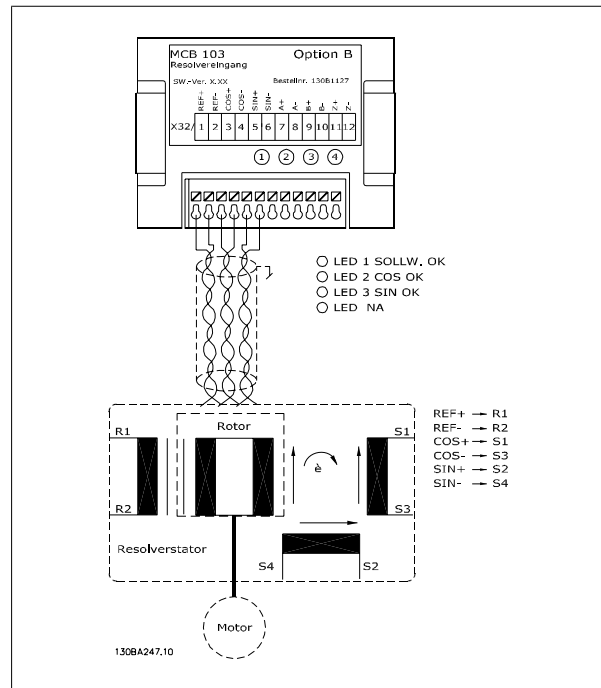 MCB 103 Option B
Resolvereingang
SW.-Ver. X.XX Bestellnr. 130B1127
REF+ REF- COS+ COS- SIN+ SIN- A+ A- B+ B- Z+ Z-
X32/ 1 2 3 4 5 6 7 8 9 10 11 12
1 2 3 4
LED 1 SOLLW. OK
LED 2 COS OK
LED 3 SIN OK
LED NA
REF+ → R1
REF- → R2
COS+ → S1
COS- → S3
SIN+ → S2
SIN- → S4
Rotor
R1 S1
è
R2 S3
Resolverstator
S4 S2
Motor
130BA247.10